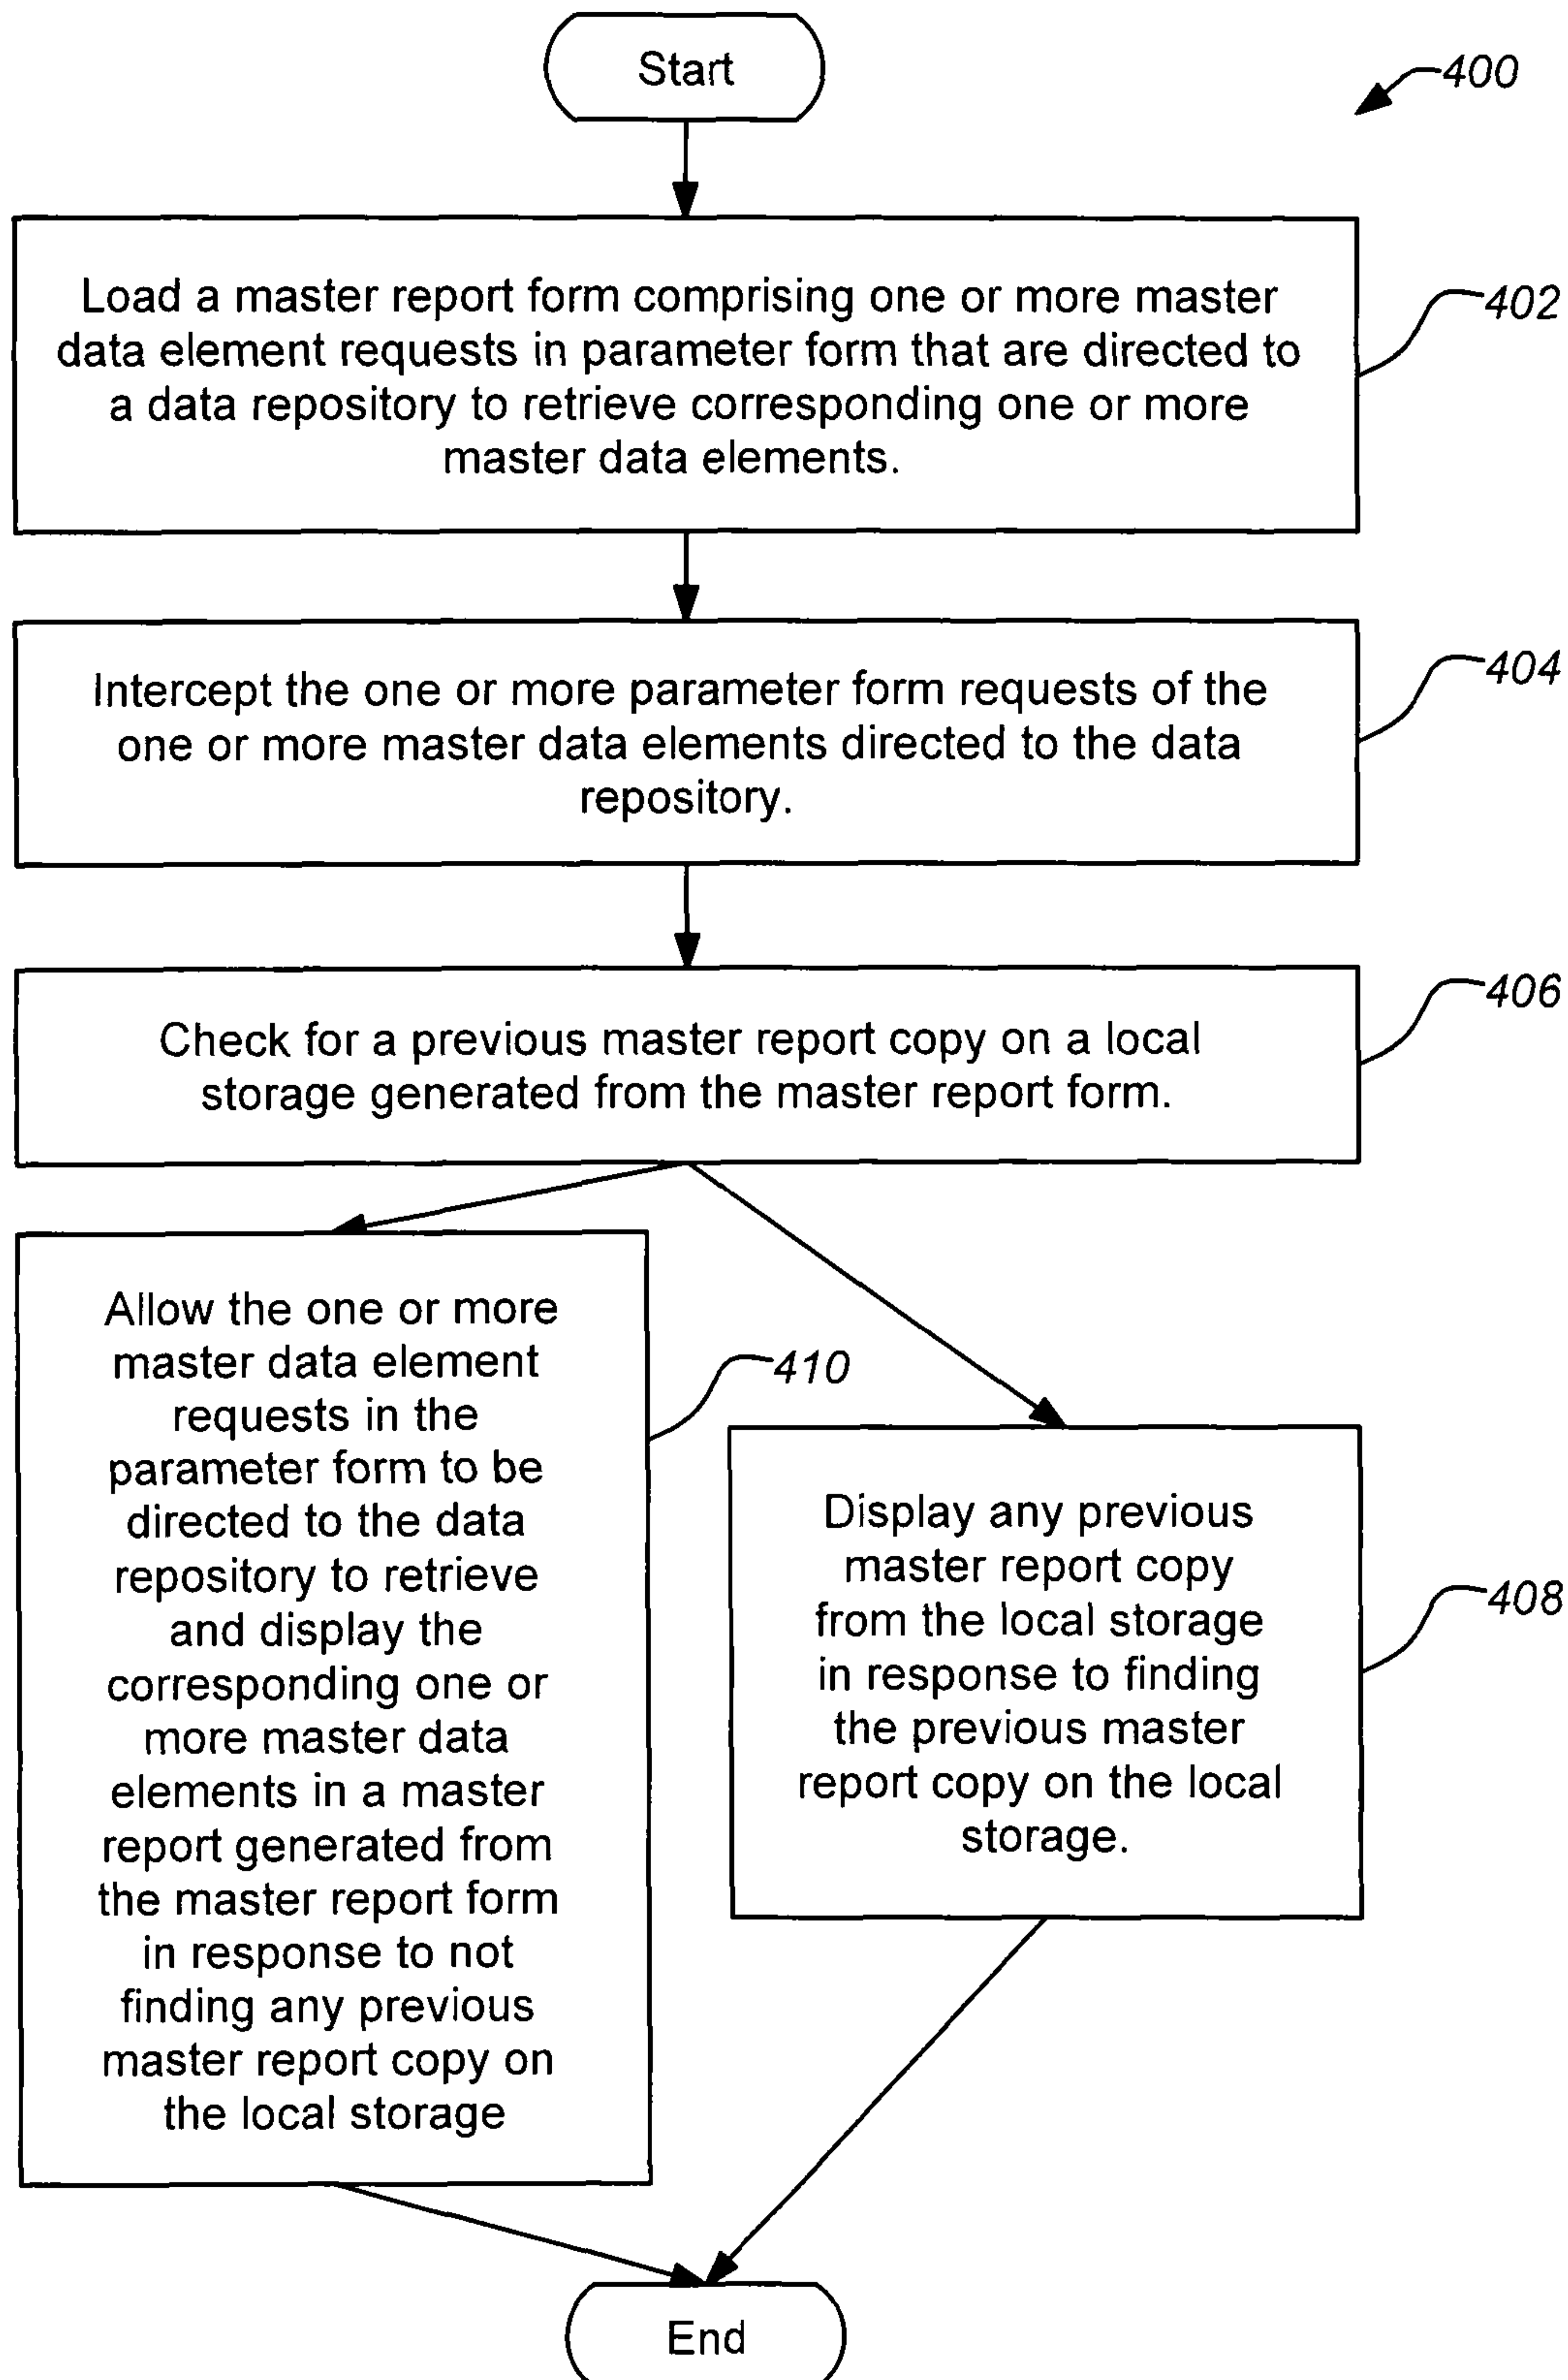 Start
400
Load a master report form comprising one or more master
data element requests in parameter form that are directed to
a data repository to retrieve corresponding one or more
master data elements.
402
Intercept the one or more parameter form requests of the
one or more master data elements directed to the data
repository.
404
Check for a previous master report copy on a local
storage generated from the master report form.
406
Allow the one or more
master data element
requests in the
parameter form to be
directed to the data
repository to retrieve
and display the
corresponding one or
more master data
elements in a master
report generated from
the master report form
in response to not
finding any previous
master report copy on
the local storage
410
Display any previous
master report copy
from the local storage
in response to finding
the previous master
report copy on the local
storage.
408
End